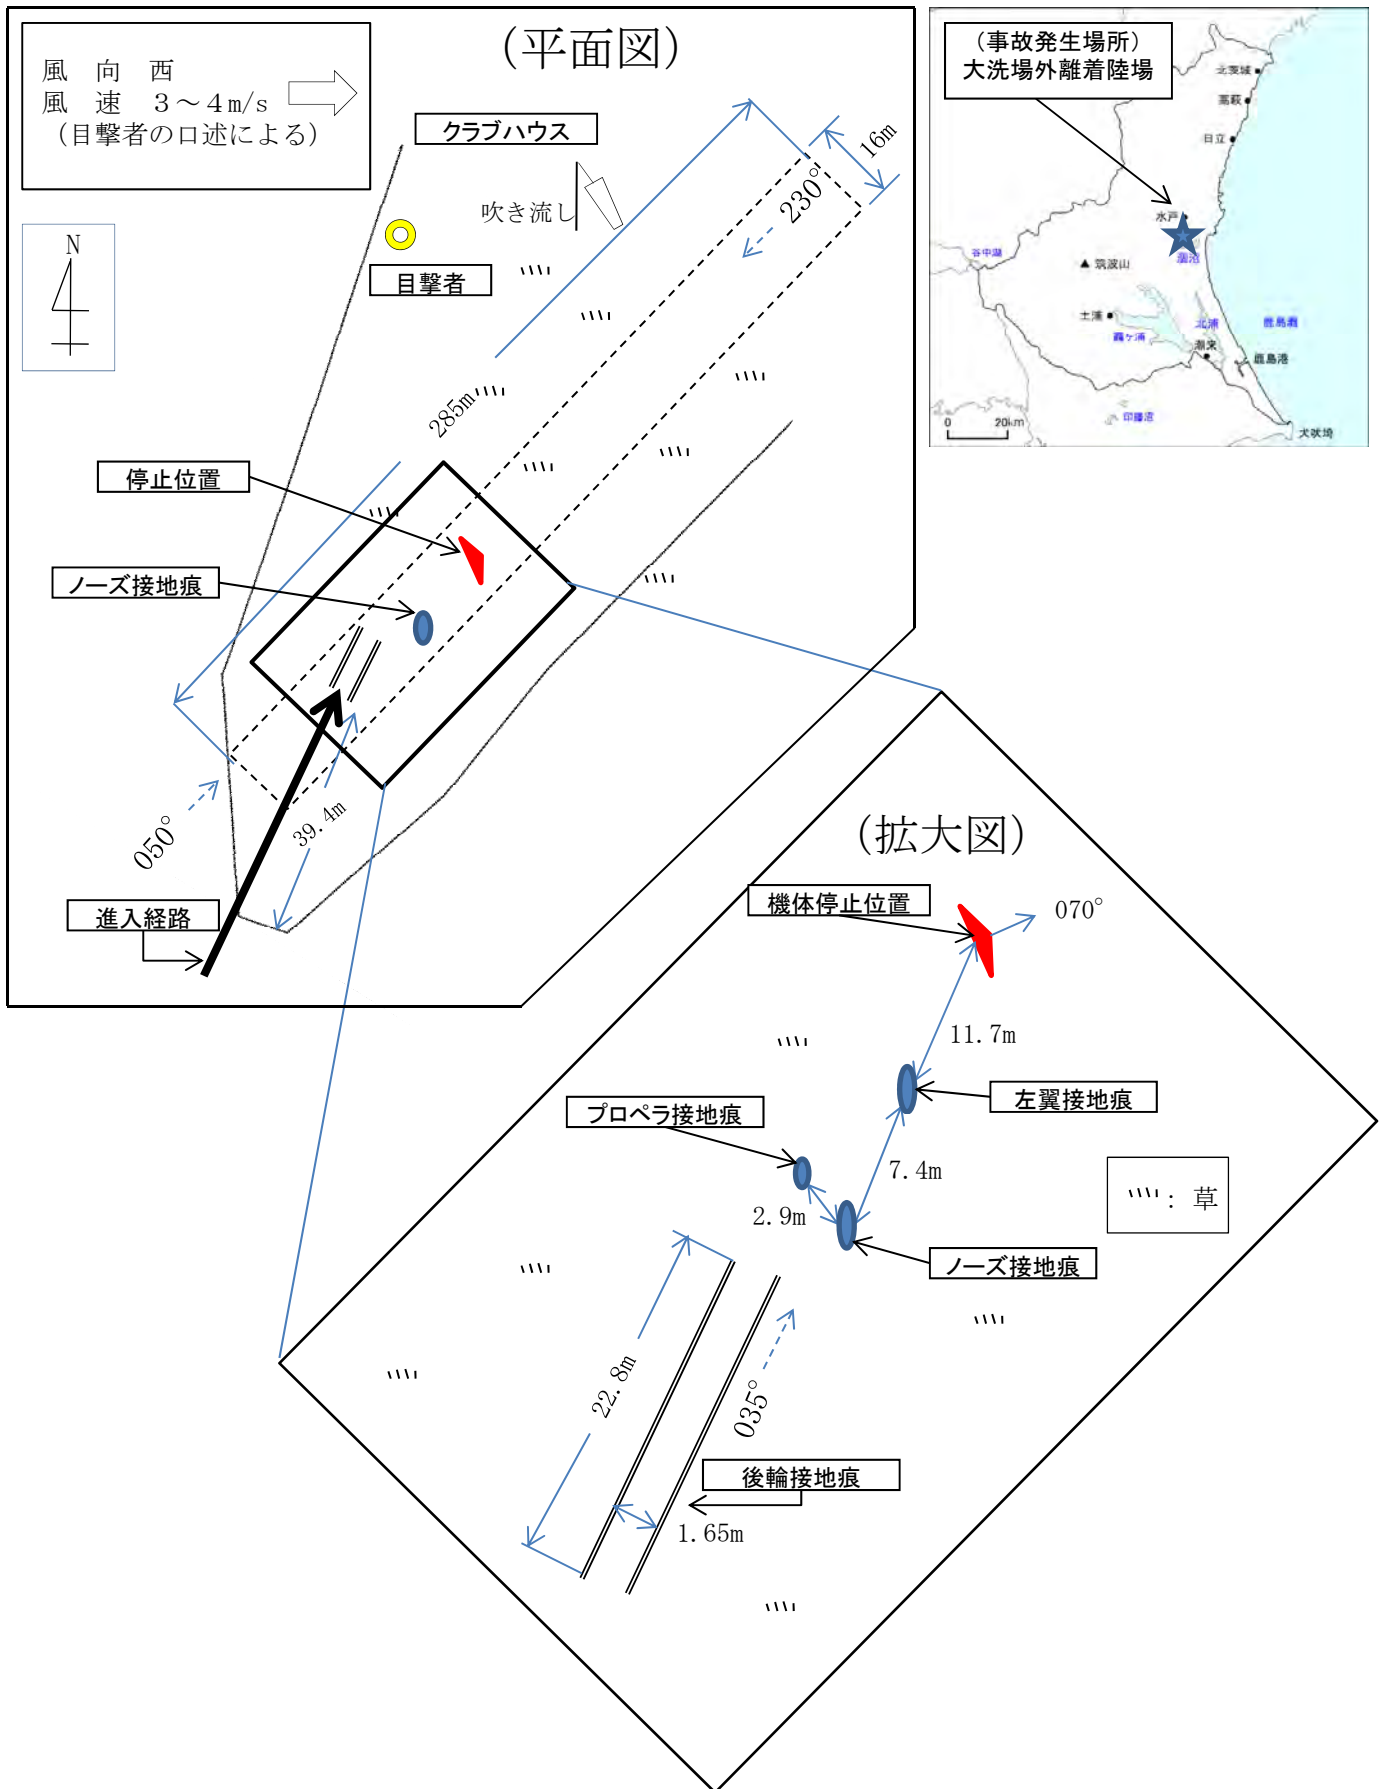 (平面図)
風 向 西
風 速 3～4m/s
(目撃者の口述による)
N
クラブハウス
吹き流し
目撃者
16m
230°
285m
停止位置
ノーズ接地痕
050°
39.4m
進入経路
(事故発生場所)
大洗場外離着陸場
北茨城
高萩
日立
水戸
涸沼
谷中湖
筑波山
土浦
霞ヶ浦
北浦
潮来
鹿島灘
鹿島港
印旛沼
犬吠埼
0 20km
(拡大図)
機体停止位置
070°
11.7m
左翼接地痕
プロペラ接地痕
7.4m
2.9m
: 草
ノーズ接地痕
22.8m
035°
後輪接地痕
1.65m